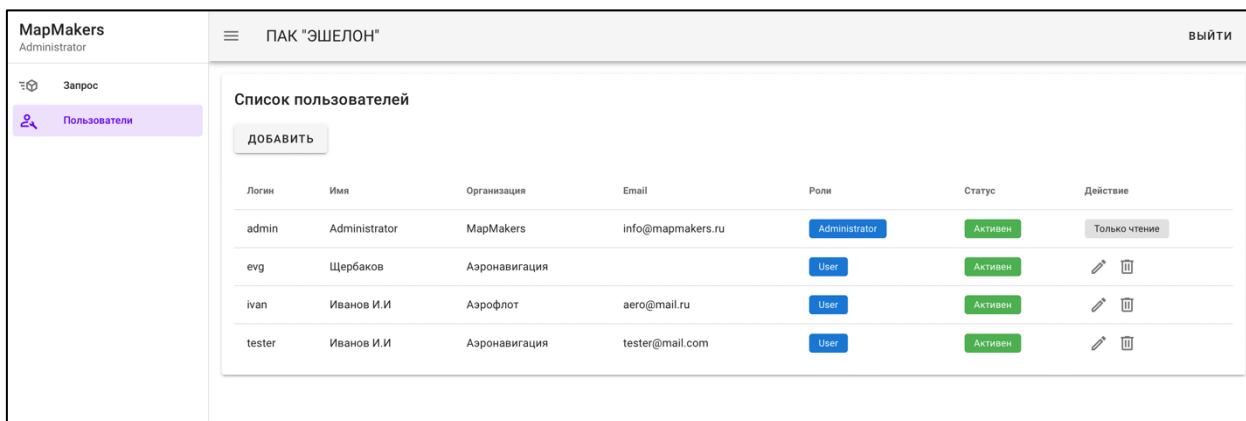 MapMakers
Administrator
ПАК "ЭШЕЛОН"
ВЫЙТИ
Запрос
Пользователи
Список пользователей
ДОБАВИТЬ
Логин Имя Организация Email Роли Статус Действие
admin Administrator MapMakers info@mapmakers.ru Administrator Активен Только чтение
evg Щербаков Аэронавигация User Активен
ivan Иванов И.И Аэрофлот aero@mail.ru User Активен
tester Иванов И.И Аэронавигация tester@mail.com User Активен